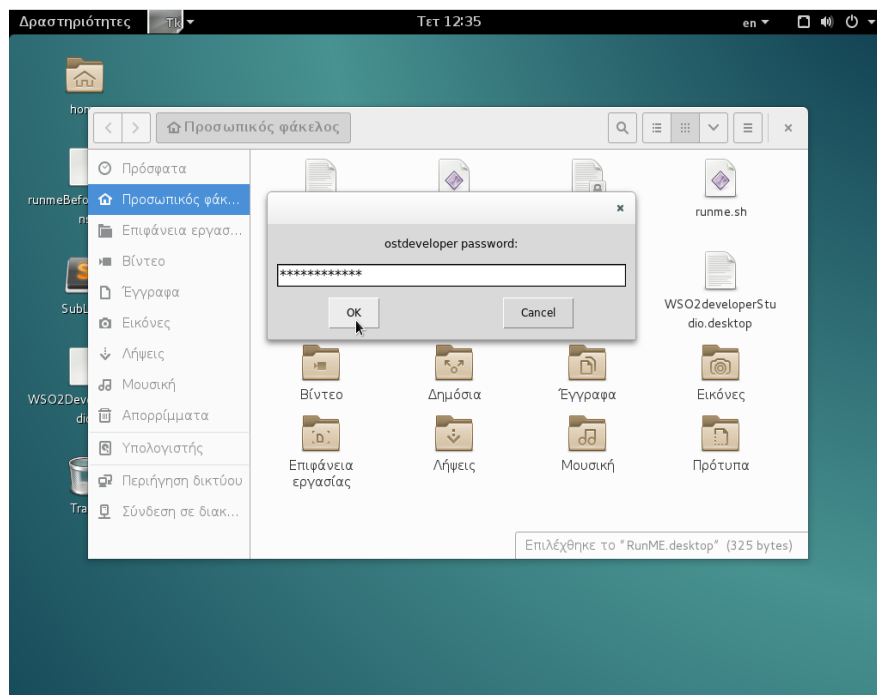 Δραστηριότητες
Tk
Τετ 12:35
en
Προσωπικός φάκελος
Πρόσφατα
Προσωπικός φάκ...
Επιφάνεια εργασ...
Βίντεο
Έγγραφα
Εικόνες
Λήψεις
Μουσική
Απορρίμματα
Υπολογιστής
Περιήγηση δικτύου
Σύνδεση σε διακ...
runmeBefo
SubL
WSO2Dev
Tra
runme.sh
WSO2developerStu
dio.desktop
ostdeveloper password:
************
OK
Cancel
Βίντεο
Δημόσια
Έγγραφα
Εικόνες
Επιφάνεια
εργασίας
Λήψεις
Μουσική
Πρότυπα
Επιλέχθηκε το "RunME.desktop" (325 bytes)